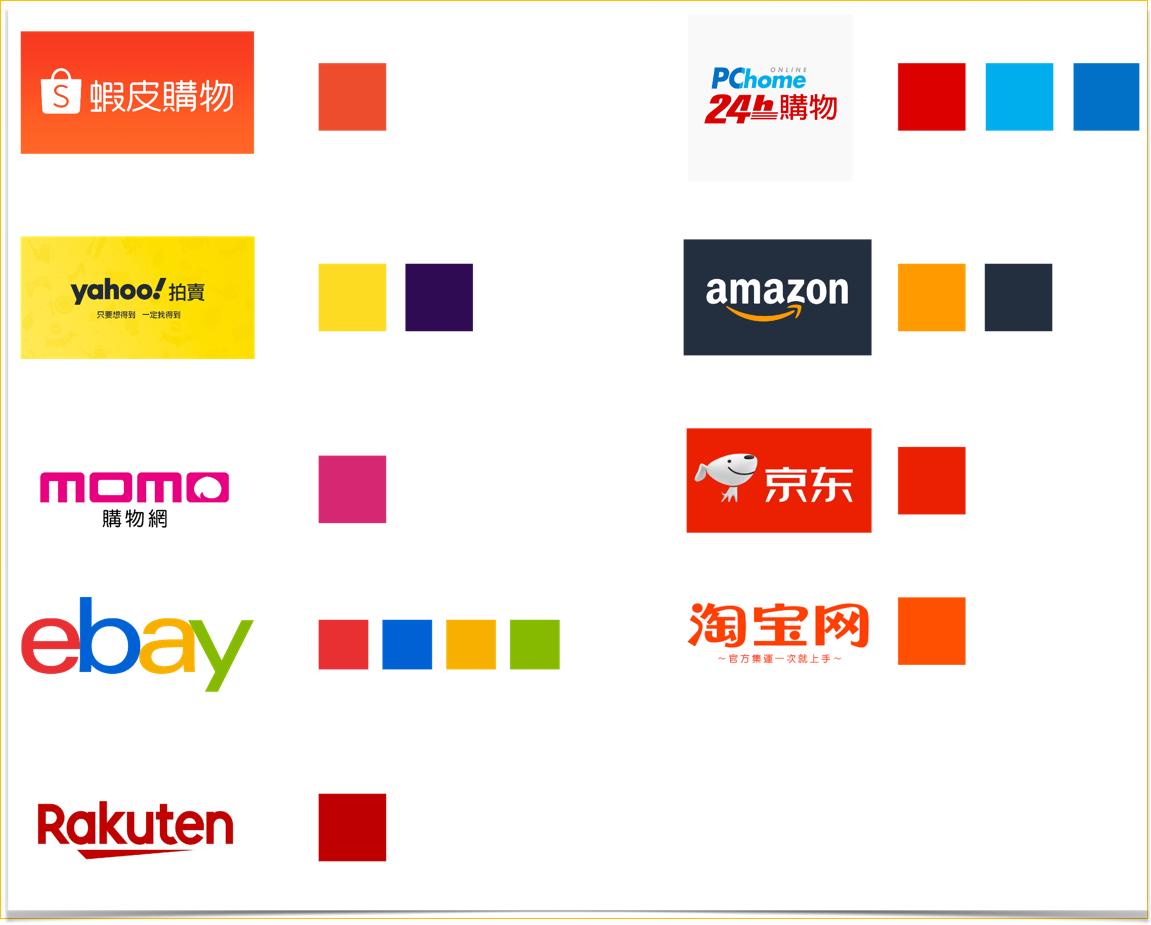 S 蝦皮購物
PChome ONLINE
24h購物
yahoo!拍賣
只要想得到 一定找得到
amazon
momo
購物網
京东
ebay
淘宝网
～官方集運一次就上手～
Rakuten